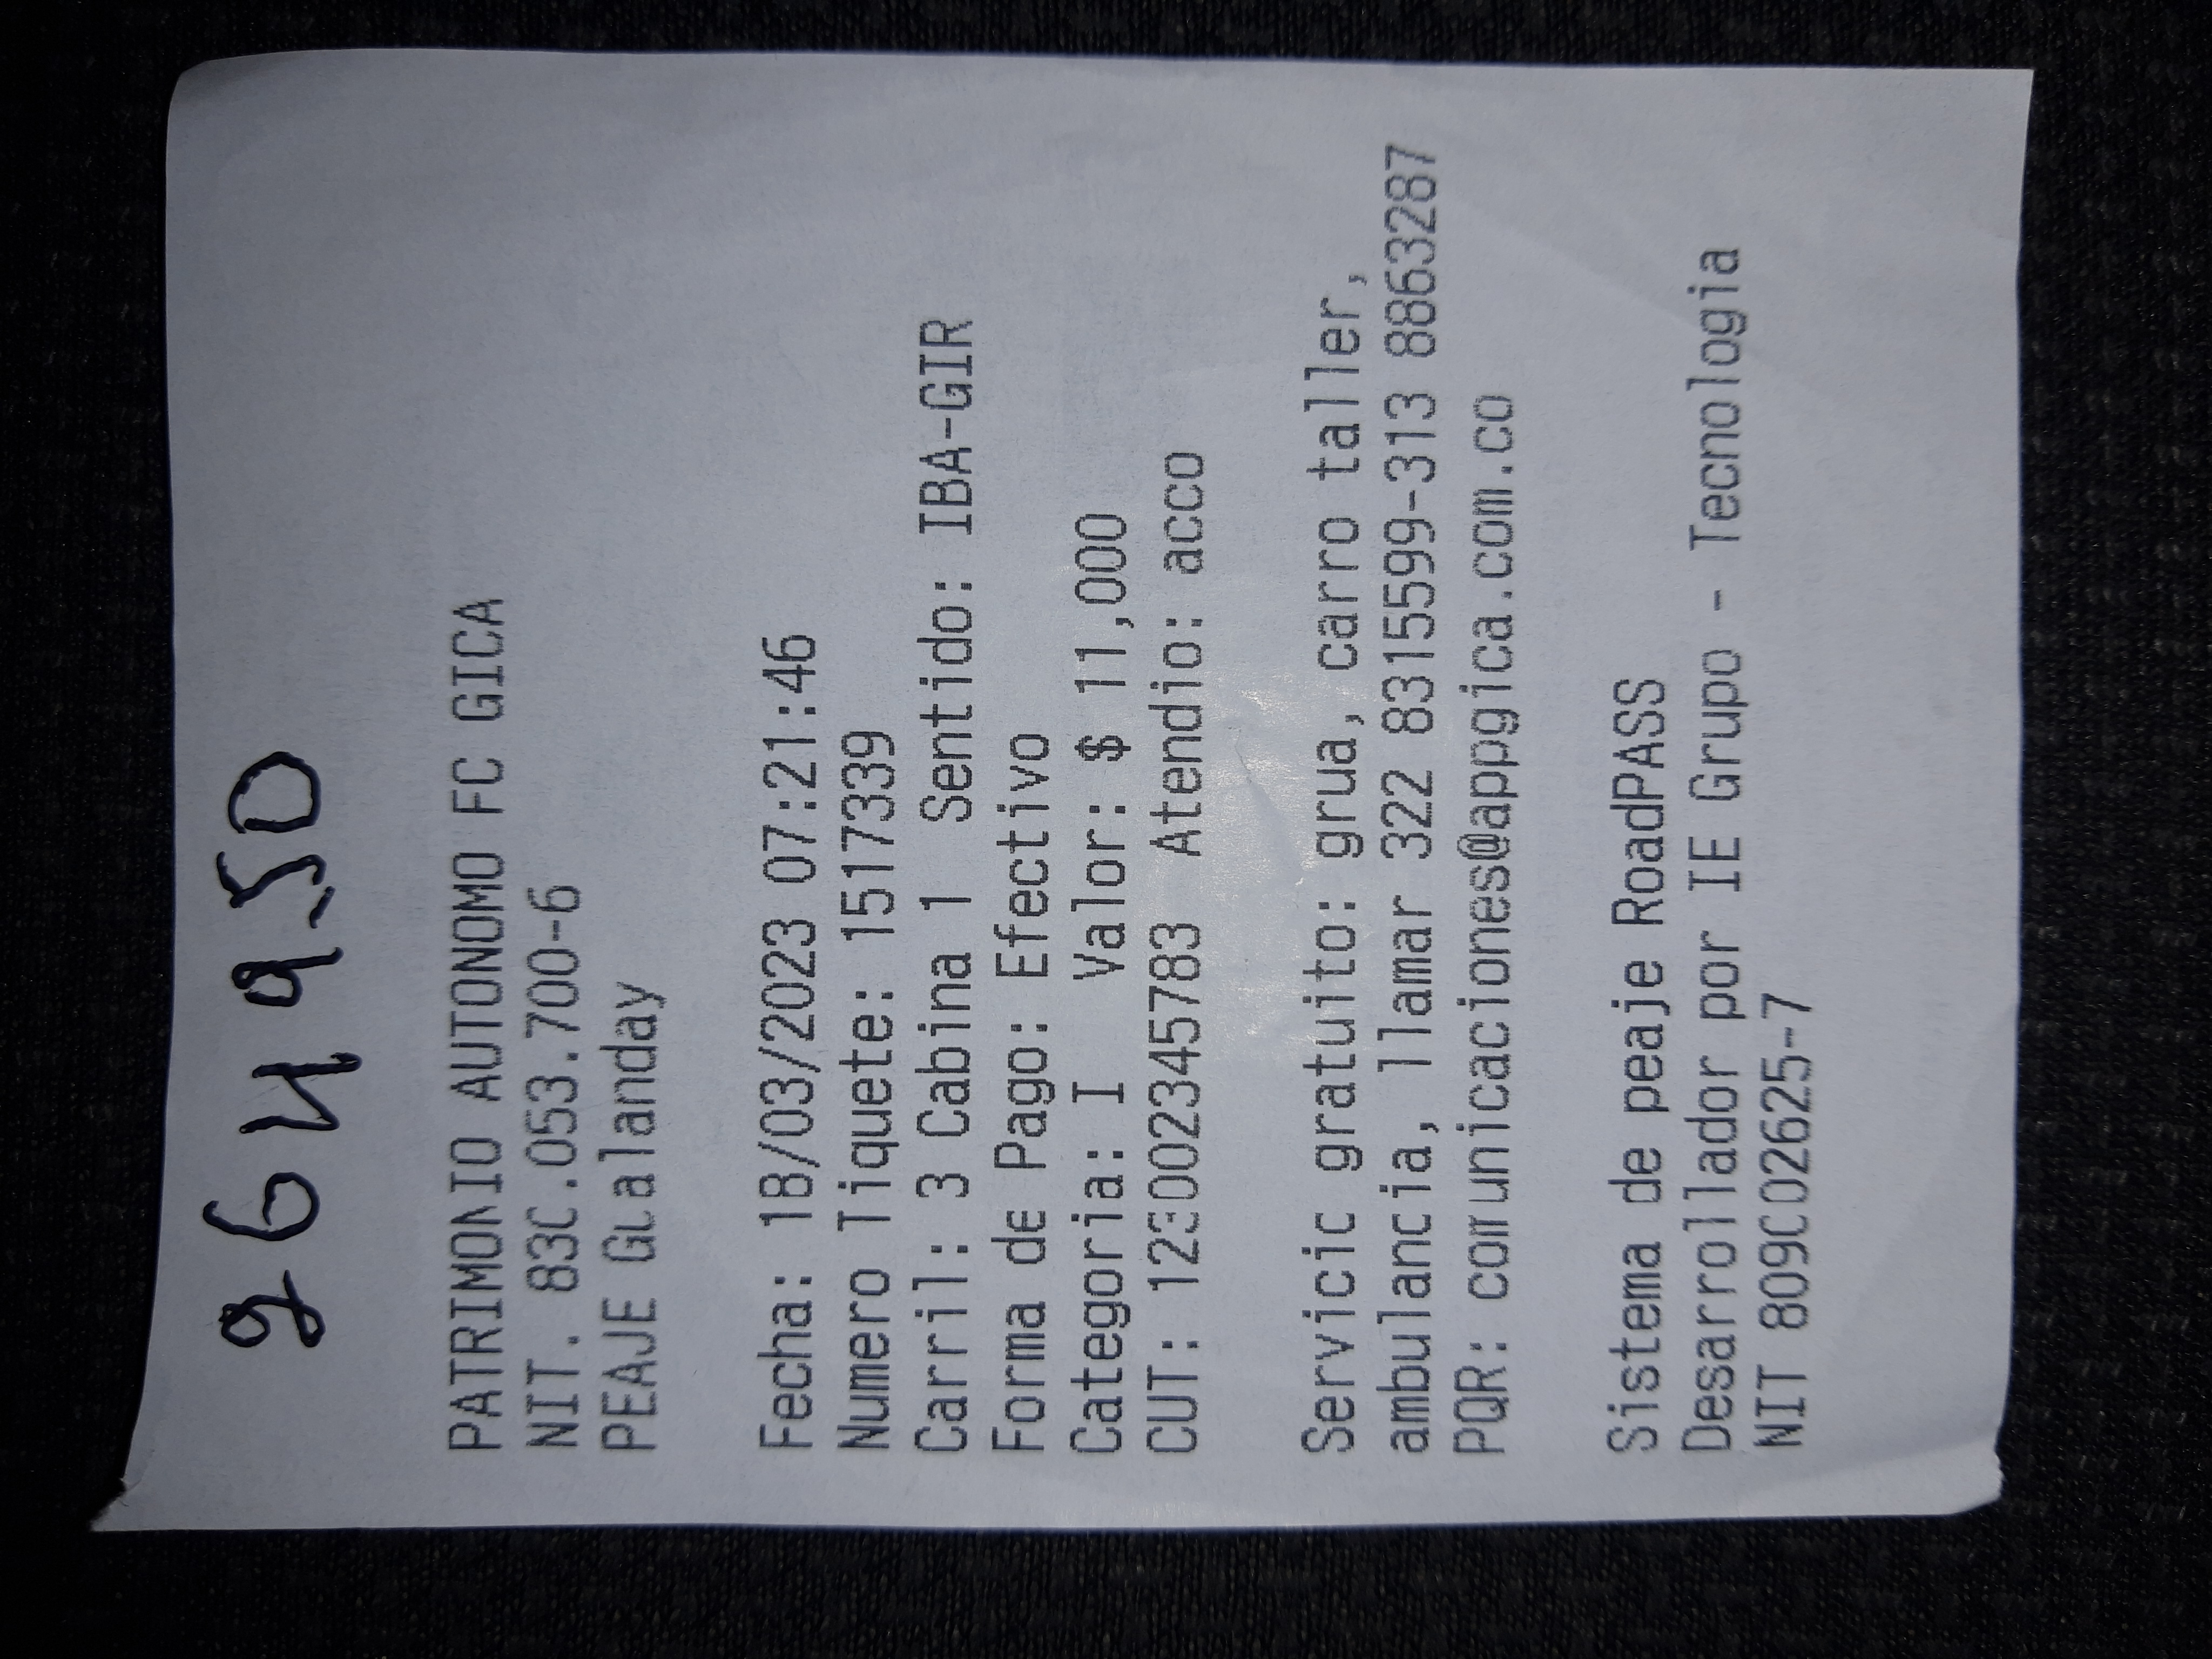 264950
PATRIMONIO AUTONOMO FC GICA
NIT. 830.053.700-6
PEAJE Gualanday
Fecha: 18/03/2023 07:21:46
Numero Tiquete: 1517339
Carril: 3 Cabina 1 Sentido: IBA-GIR
Forma de Pago: Efectivo
Categoria: I Valor: $ 11,000
CUT: 123002345783 Atendio: acco
Servicio gratuito: grua, carro taller,
ambulancia, llamar 322 8315599-313 8863287
PQR: comunicaciones@appgica.com.co
Sistema de peaje RoadPASS
Desarrollador por IE Grupo - Tecnologia
NIT 809002625-7